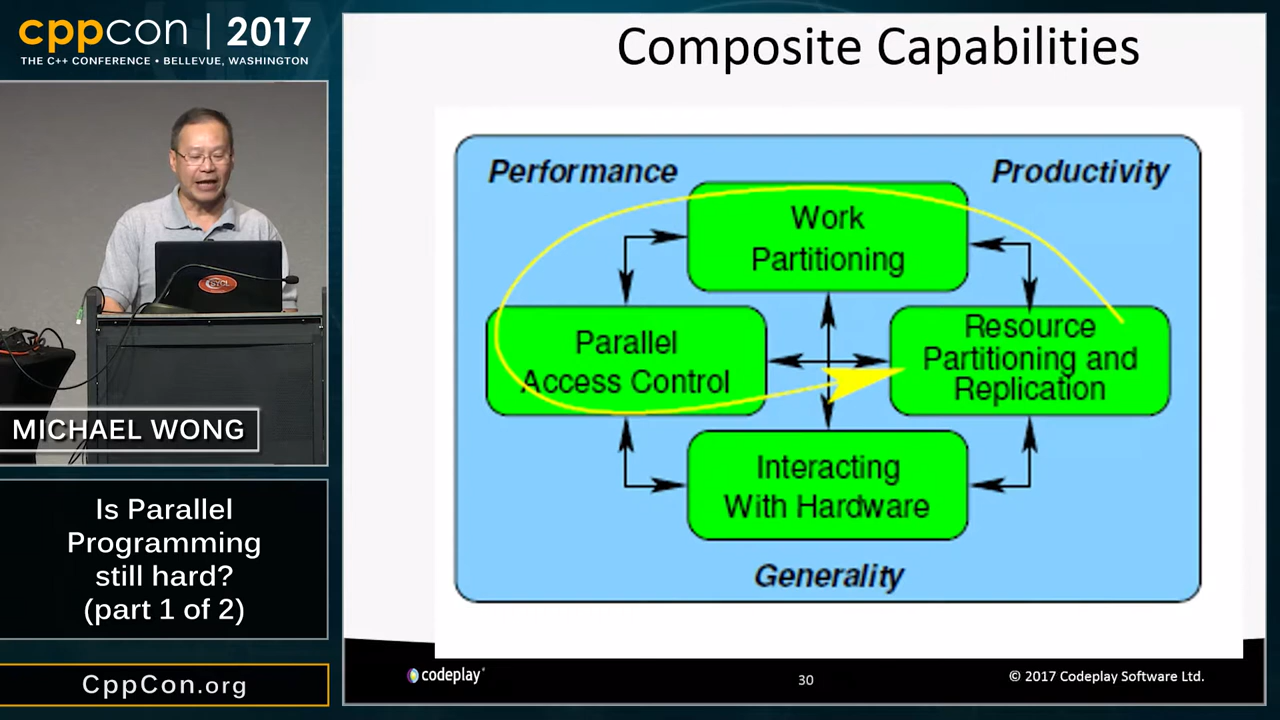 cppcon | 2017
THE C++ CONFERENCE • BELLEVUE, WASHINGTON
MICHAEL WONG
Is Parallel
Programming
still hard?
(part 1 of 2)
CppCon.org
Composite Capabilities
Performance
Productivity
Work
Partitioning
Parallel
Access Control
Resource
Partitioning and
Replication
Interacting
With Hardware
Generality
codeplay
30
© 2017 Codeplay Software Ltd.